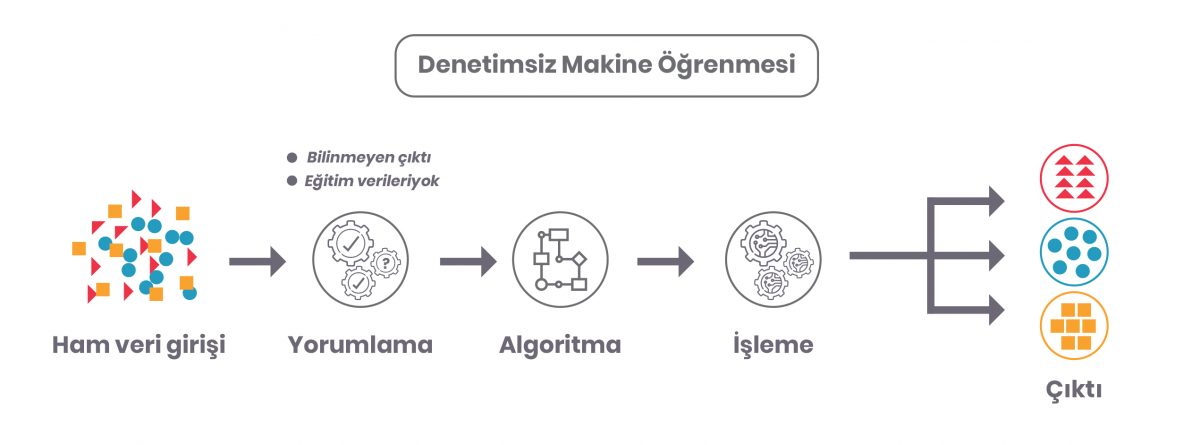 Denetimsiz Makine Öğrenmesi
Bilinmeyen çıktı
Eğitim verileriyok
?
Ham veri girişi
Yorumlama
Algoritma
İşleme
Çıktı